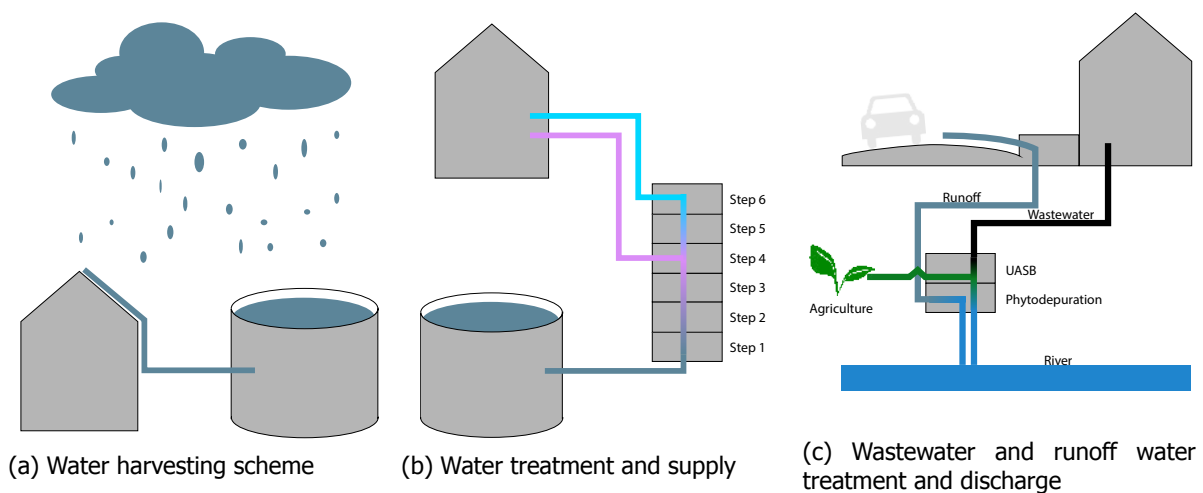 Step 6
Step 5
Step 4
Step 3
Step 2
Step 1
Runoff
Wastewater
UASB
Agriculture
Phytodepuration
River
(a) Water harvesting scheme
(b) Water treatment and supply
(c) Wastewater and runoff water
treatment and discharge